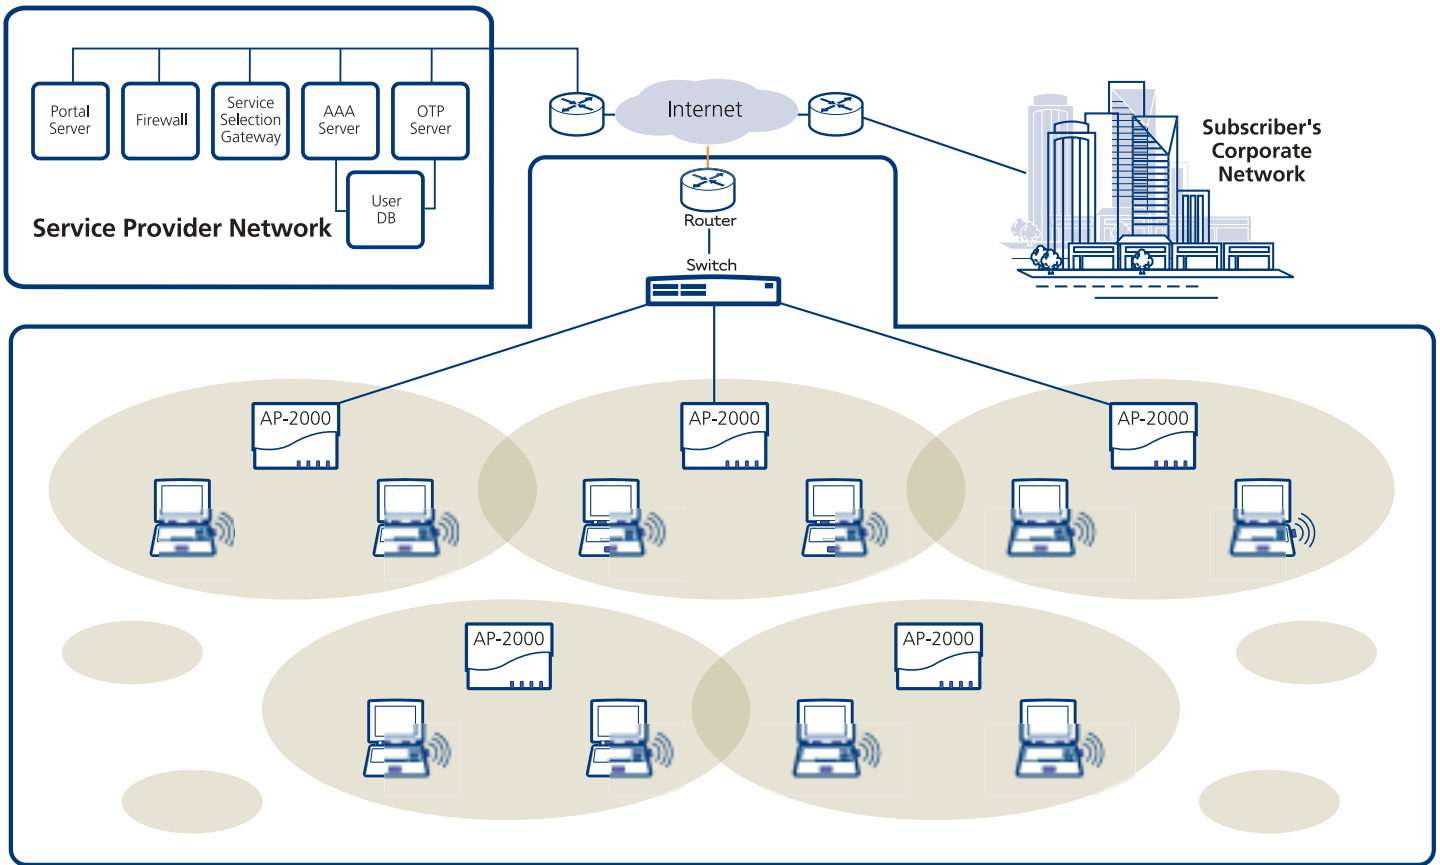 Portal
Server
Firewall
Service
Selection
Gateway
AAA
Server
OTP
Server
User
DB
Service Provider Network
Internet
Subscriber's
Corporate
Network
Router
Switch
AP-2000
AP-2000
AP-2000
AP-2000
AP-2000